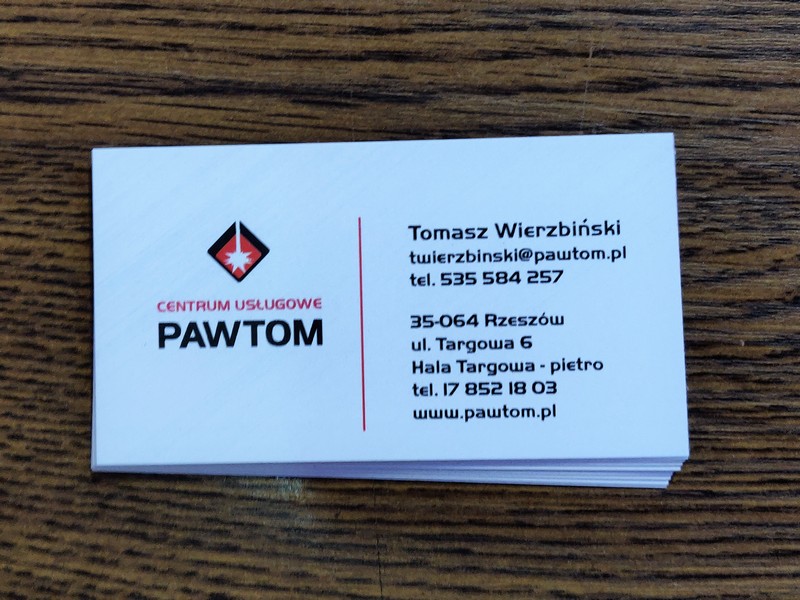 CENTRUM USŁUGOWE
PAWTOM
Tomasz Wierzbiński
twierzbinski@pawtom.pl
tel. 535 584 257
35-064 Rzeszów
ul. Targowa 6
Hala Targowa - pietro
tel. 17 852 18 03
www.pawtom.pl